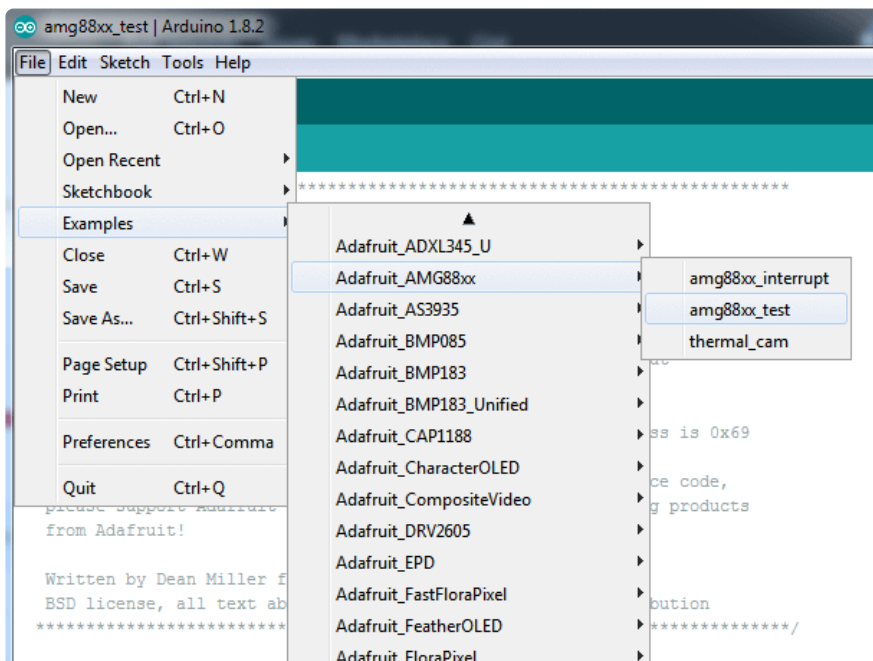 amg88xx_test | Arduino 1.8.2
File Edit Sketch Tools Help
New Ctrl+N
Open... Ctrl+O
Open Recent
Sketchbook
Examples
Close Ctrl+W
Save Ctrl+S
Save As... Ctrl+Shift+S
Page Setup Ctrl+Shift+P
Print Ctrl+P
Preferences Ctrl+Comma
Quit Ctrl+Q
Adafruit_ADXL345_U
Adafruit_AMG88xx
Adafruit_AS3935
Adafruit_BMP085
Adafruit_BMP183
Adafruit_BMP183_Unified
Adafruit_CAP1188
Adafruit_CharacterOLED
Adafruit_CompositeVideo
Adafruit_DRV2605
Adafruit_EPD
Adafruit_FastFloraPixel
Adafruit_FeatherOLED
Adafruit_FloraPixel
amg88xx_interrupt
amg88xx_test
thermal_cam
ss is 0x69
ce code,
please support Adafruit g products
from Adafruit!
Written by Dean Miller f
BSD license, all text ab bution